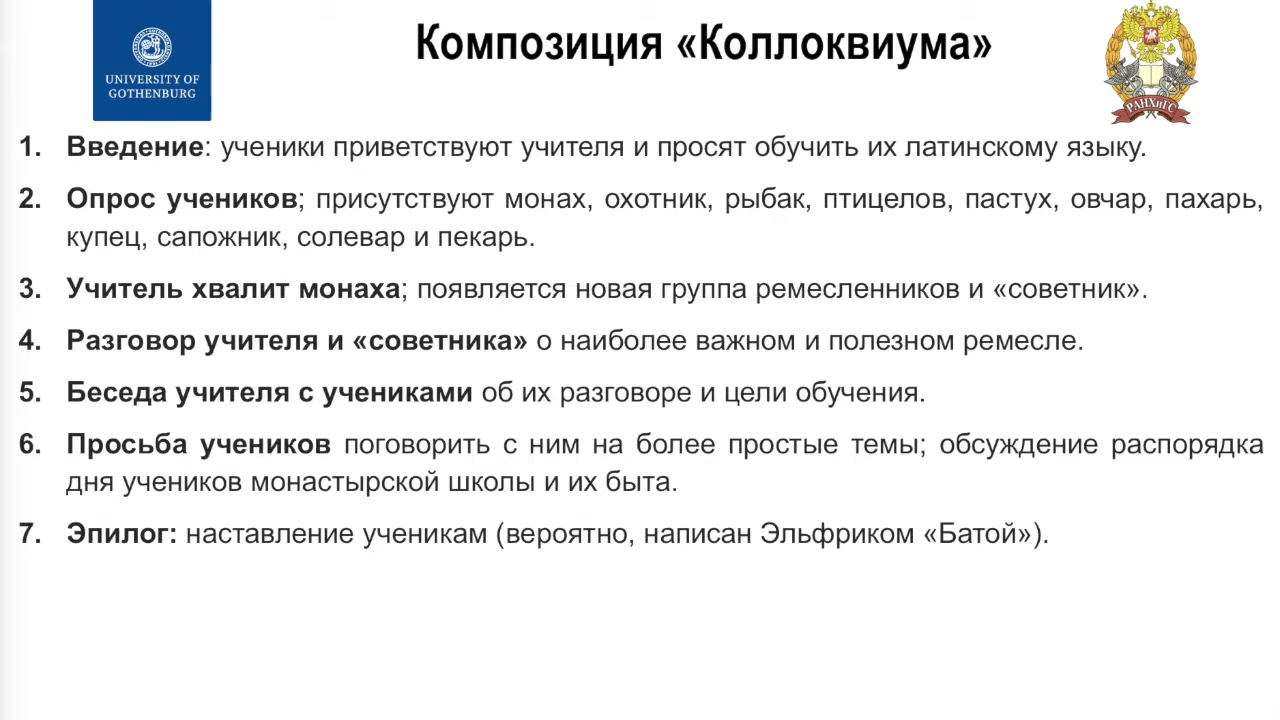 UNIVERSITY OF
GOTHENBURG
Композиция «Коллоквиума»
РАНХиГС
1. Введение: ученики приветствуют учителя и просят обучить их латинскому языку.
2. Опрос учеников; присутствуют монах, охотник, рыбак, птицелов, пастух, овчар, пахарь,
купец, сапожник, солевар и пекарь.
3. Учитель хвалит монаха; появляется новая группа ремесленников и «советник».
4. Разговор учителя и «советника» о наиболее важном и полезном ремесле.
5. Беседа учителя с учениками об их разговоре и цели обучения.
6. Просьба учеников поговорить с ним на более простые темы; обсуждение распорядка
дня учеников монастырской школы и их быта.
7. Эпилог: наставление ученикам (вероятно, написан Эльфриком «Батой»).